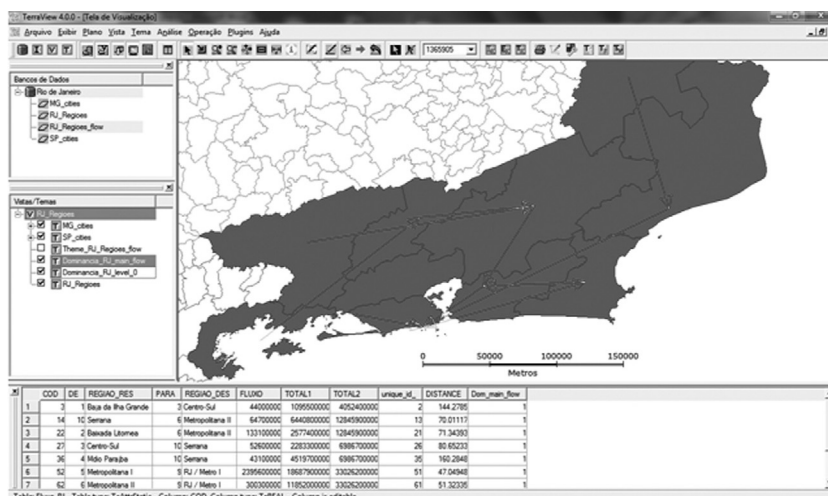 TerraView 4.0.0 - [Tela de Visualização]
Arquivo Exibir Plano Vista Tema Análise Operação Plugins Ajuda
1365905
Bancos de Dados
Rio de Janeiro
MG_cities
RJ_Regioes
RJ_Regioes_flow
SP_cities
Vistas/Temas
RJ_Regioes
MG_cities
SP_cities
Theme_RJ_Regioes_flow
Dominancia_RJ_main_flow
Dominancia_RJ_level_0
RJ_Regioes
0 50000 100000 150000
Metros
COD DE REGIAO_RES PARA REGIAO_DES FLUXO TOTAL1 TOTAL2 unique_id_ DISTANCE Dom_main_flow
1 3 1 Baia da Ilha Grande 3 Centro-Sul 44000000 1095500000 4052400000 2 144.2785 1
2 14 10 Serrana 6 Metropolitana II 64700000 6440800000 12845900000 13 70.01117 1
3 22 2 Baixada Litornea 6 Metropolitana II 133100000 2577400000 12845900000 21 71.34393 1
4 27 3 Centro-Sul 10 Serrana 52600000 2283300000 6986700000 26 80.65233 1
5 36 4 Mdio Paraba 10 Serrana 43100000 4519700000 6986700000 35 160.2848 1
6 52 5 Metropolitana I 9 RJ / Metro I 2395600000 18687900000 33026200000 51 47.04948 1
7 62 6 Metropolitana II 9 RJ / Metro I 300300000 11852000000 33026200000 61 51.32335 1